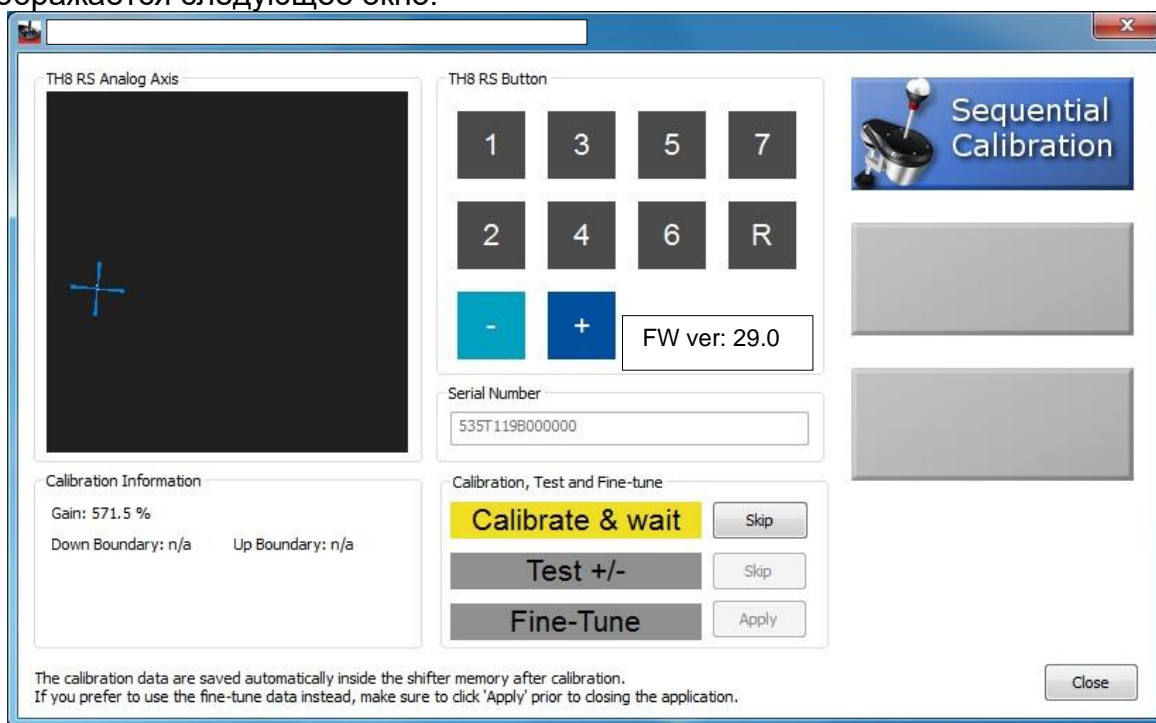 ображается следующее окно:
TH8 RS Analog Axis
TH8 RS Button
1 3 5 7
2 4 6 R
- +
FW ver: 29.0
Sequential
Calibration
Serial Number
535T119B000000
Calibration Information
Gain: 571.5 %
Down Boundary: n/a Up Boundary: n/a
Calibration, Test and Fine-tune
Calibrate & wait Skip
Test +/- Skip
Fine-Tune Apply
The calibration data are saved automatically inside the shifter memory after calibration.
If you prefer to use the fine-tune data instead, make sure to click 'Apply' prior to closing the application.
Close